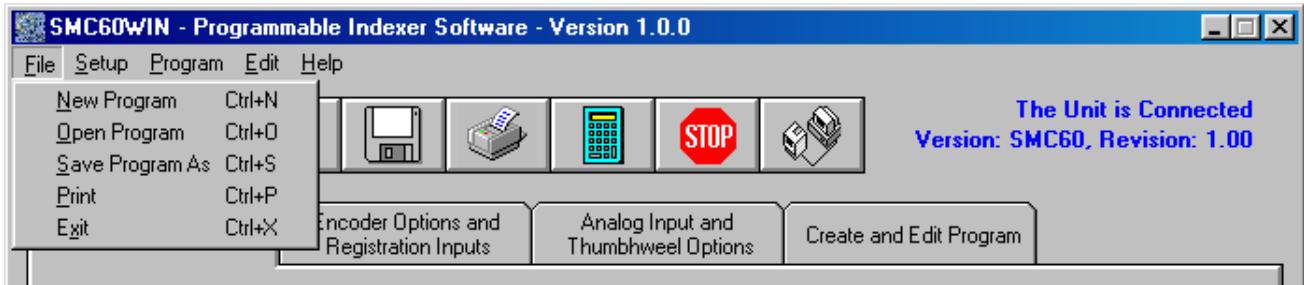 SMC60WIN - Programmable Indexer Software - Version 1.0.0
File Setup Program Edit Help
New Program Ctrl+N
Open Program Ctrl+O
Save Program As Ctrl+S
Print Ctrl+P
Exit Ctrl+X
STOP
The Unit is Connected
Version: SMC60, Revision: 1.00
Encoder Options and
Registration Inputs
Analog Input and
Thumbhweel Options
Create and Edit Program